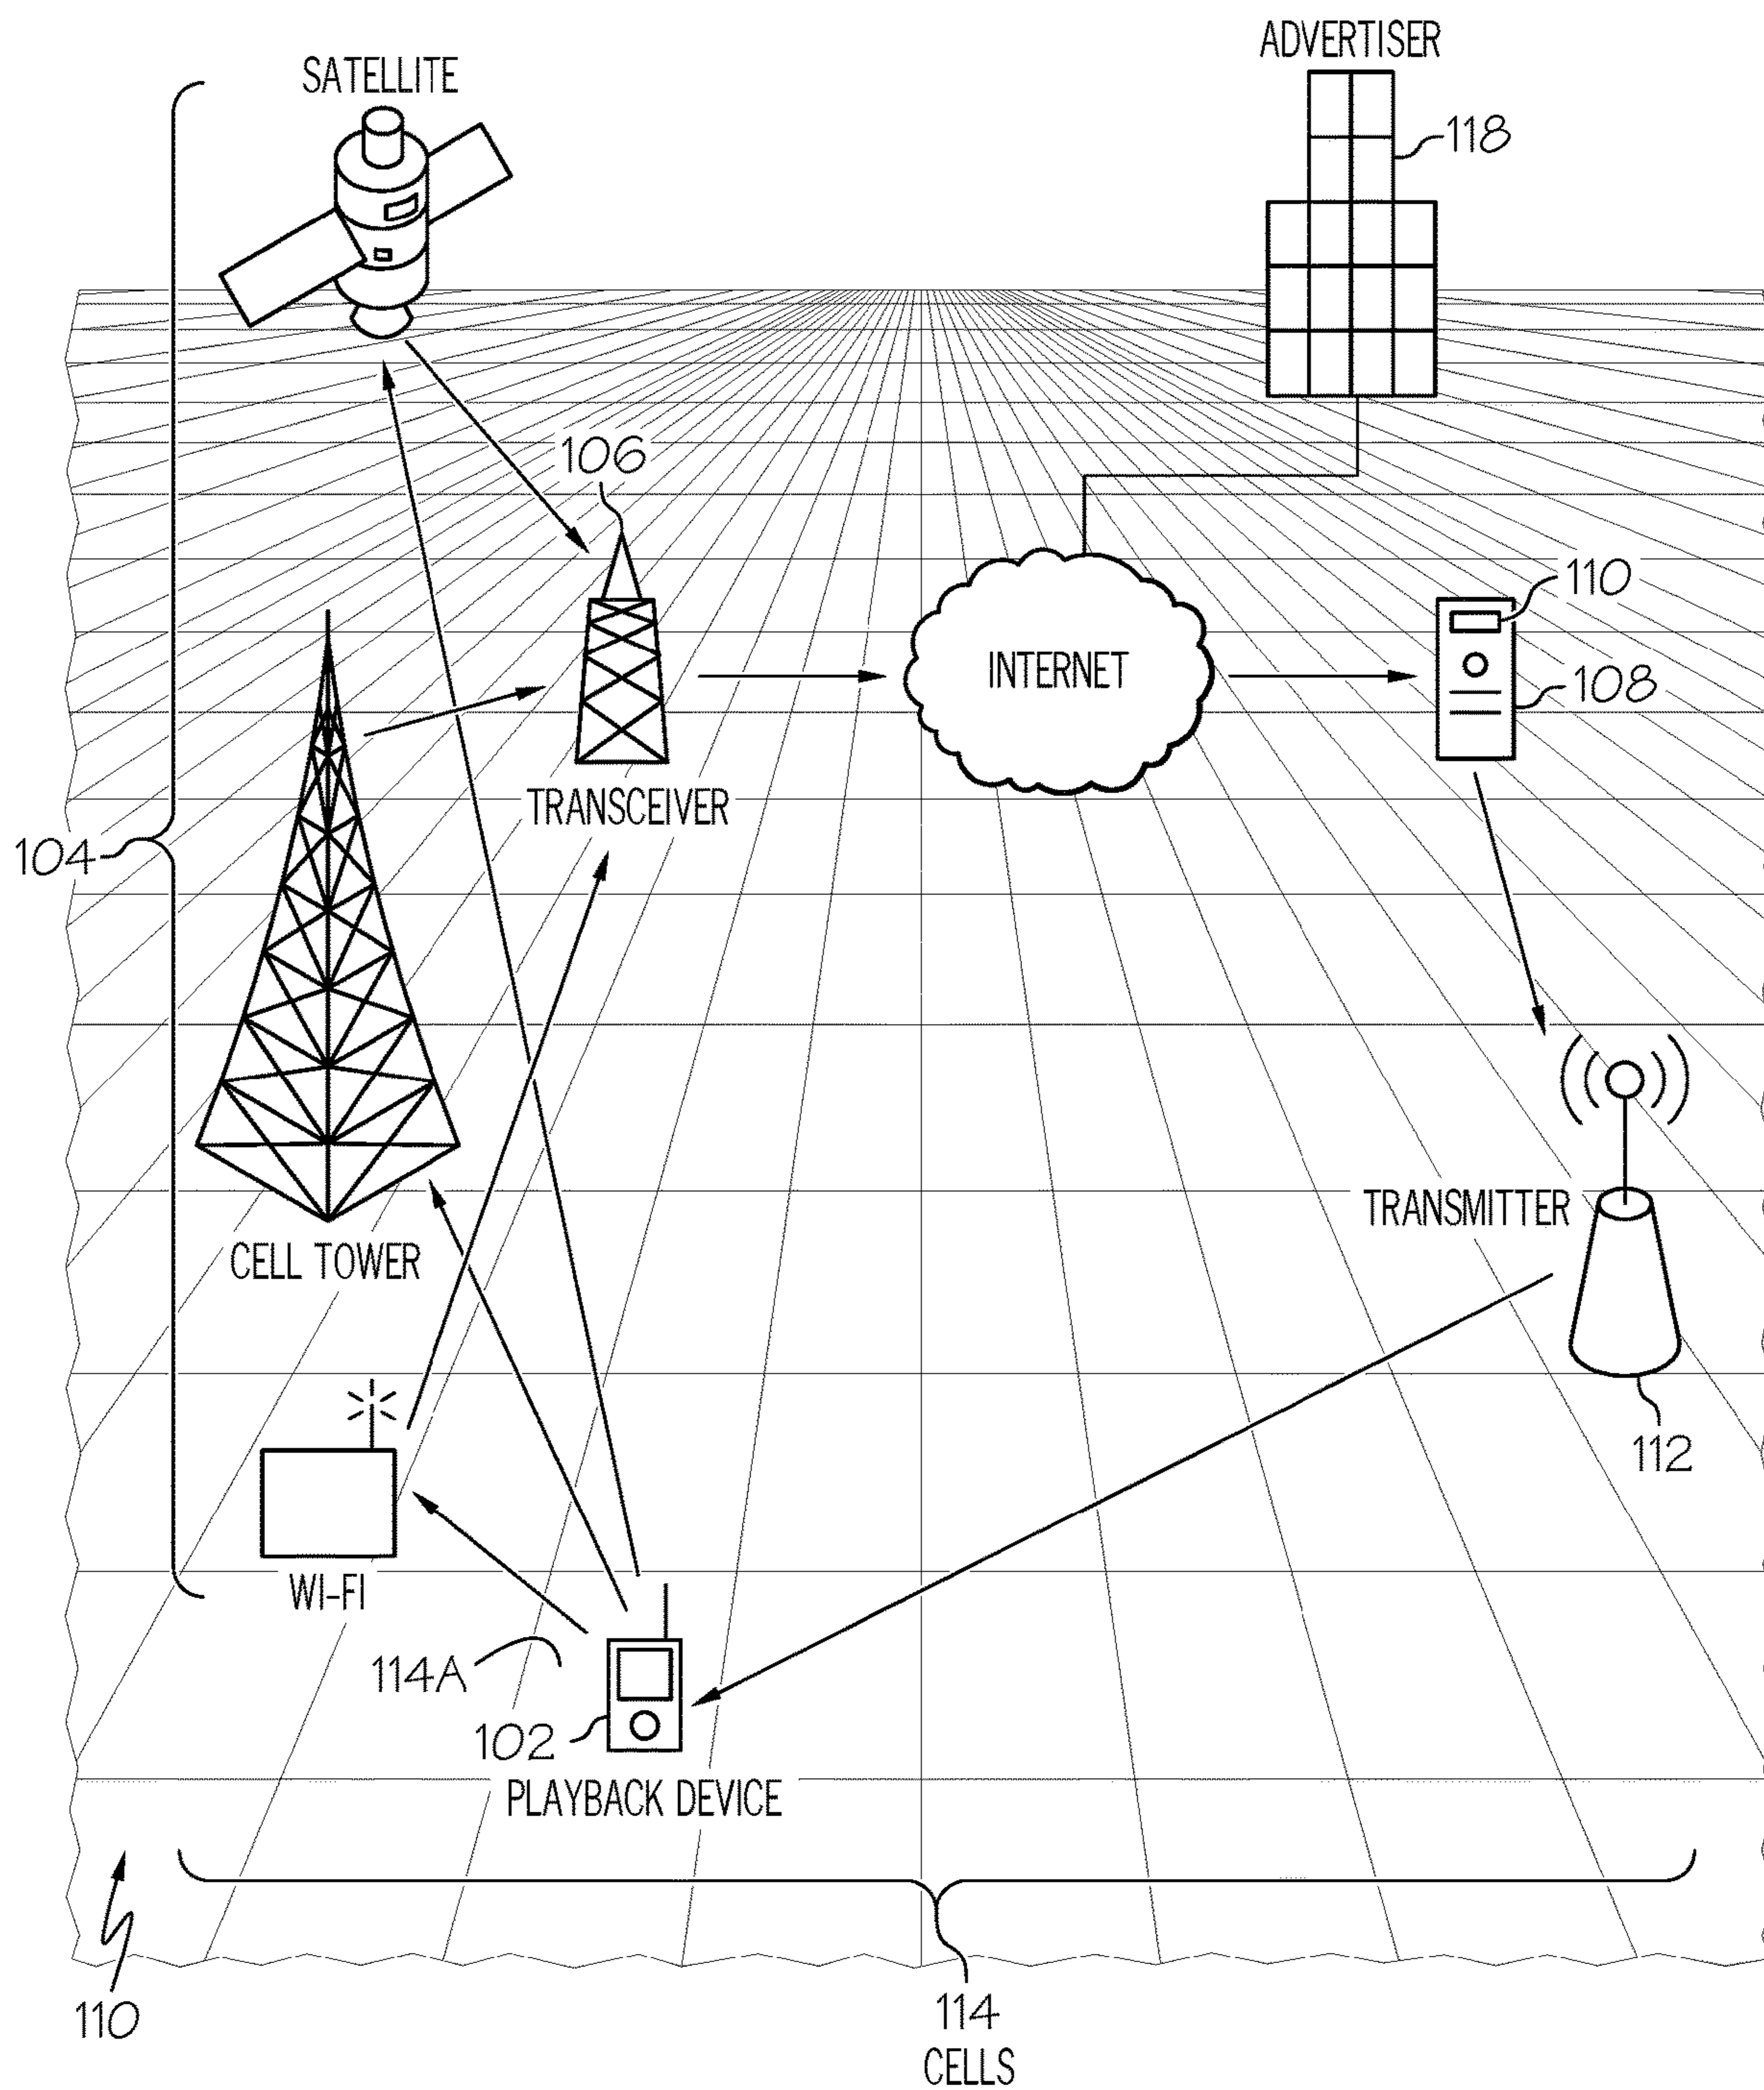 ADVERTISER
SATELLITE
118
106
110
INTERNET
108
TRANSCEIVER
104
TRANSMITTER
CELL TOWER
112
WI-FI
114A
102
PLAYBACK DEVICE
110
114
CELLS